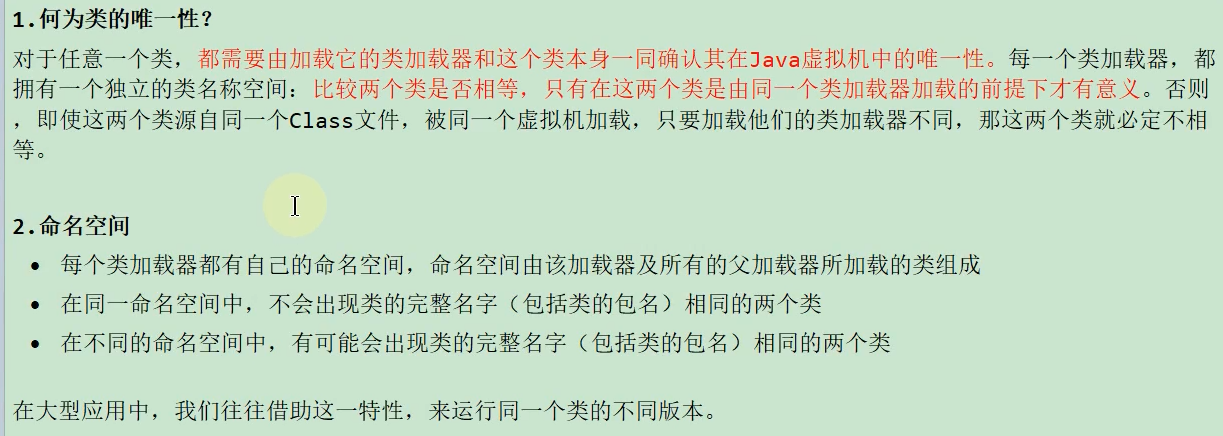 1.何为类的唯一性？
对于任意一个类，都需要由加载它的类加载器和这个类本身一同确认其在Java虚拟机中的唯一性。每一个类加载器，都
拥有一个独立的类名称空间：比较两个类是否相等，只有在这两个类是由同一个类加载器加载的前提下才有意义。否则
，即使这两个类源自同一个Class文件，被同一个虚拟机加载，只要加载他们的类加载器不同，那这两个类就必定不相
等。
2.命名空间
• 每个类加载器都有自己的命名空间，命名空间由该加载器及所有的父加载器所加载的类组成
• 在同一命名空间中，不会出现类的完整名字（包括类的包名）相同的两个类
• 在不同的命名空间中，有可能会出现类的完整名字（包括类的包名）相同的两个类
在大型应用中，我们往往借助这一特性，来运行同一个类的不同版本。